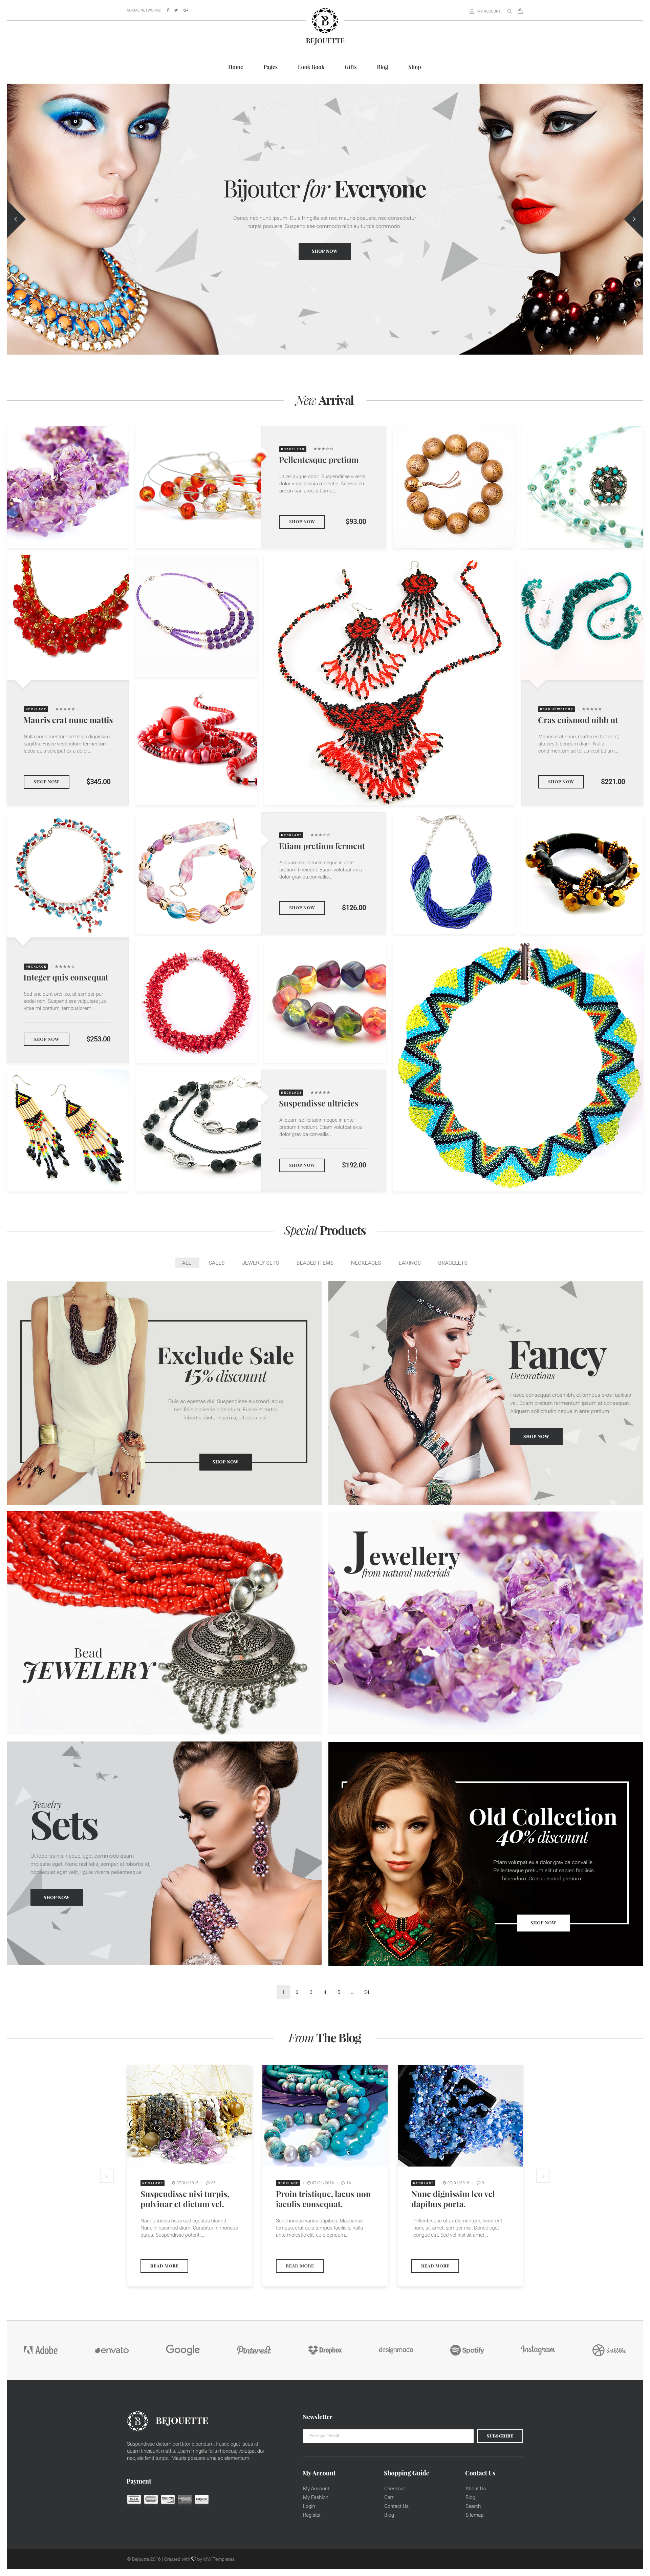 SOCIAL NETWORKS
MY ACCOUNT
B
BEJOUETTE
Home Pages Look Book Gifts Blog Shop
Bijouter for Everyone
Donec nec nunc ipsum. Duis fringilla est nec mauris posuere, nec consectetur
turpis posuere. Suspendisse commodo nibh eu turpis commodo.
SHOP NOW
New Arrival
BRACELETS
Pellentesque pretium
Ut vel augue dolor. Suspendisse viverra
dolor vitae lacinia molestie. Aenean eu
accumsan arcu, sit amet...
SHOP NOW $93.00
NECKLACE
Mauris erat nunc mattis
Nulla condimentum ac tellus dignissim
sagittis. Fusce vestibulum fermentum
lacus quis volutpat ex a dolor...
SHOP NOW $345.00
BEAD JEWELERY
Cras euismod nibh ut
Mauris erat nunc, mattis eu tortor ut,
ultricies bibendum diam. Nulla
condimentum ac tellus vestibulum...
SHOP NOW $221.00
NECKLACE
Etiam pretium ferment
Aliquam sollicitudin neque in ante
pretium tincidunt. Etiam volutpat ex a
dolor gravida convallis...
SHOP NOW $126.00
NECKLACE
Integer quis consequat
Sed tincidunt orci leo, at semper pur
sodal non. Suspendisse vulputate jus
vitae mi pretium, tempuslorem...
SHOP NOW $253.00
NECKLACE
Suspendisse ultricies
Aliquam sollicitudin neque in ante
pretium tincidunt. Etiam volutpat ex a
dolor gravida convallis...
SHOP NOW $192.00
Special Products
ALL SALES JEWERLY SETS BEADED ITEMS NECKLACES EARINGS BRACELETS
Exclude Sale
15% discount
Duis ac egestas dui. Suspendisse euismod lacus
nec felis molestie bibendum. Fusce et tortor
lobortis, dictum sem a, ultricies nisl.
SHOP NOW
Fancy
Decorations
Fusce consequat eros nibh, et tempus eros facilisis
vel. Etiam pretium fermentum ipsum at consequat.
Aliquam sollicitudin neque in ante pretium...
SHOP NOW
Bead
JEWELERY
Jewellery
from natural materials
Jewelry
Sets
Ut lobortis nisi neque, eget commodo quam
molestie eget. Nunc nisl felis, semper at lobortis id,
consequat eget velit, ligula viverra pellentesque.
SHOP NOW
Old Collection
40% discount
Etiam volutpat ex a dolor gravida convallis.
Pellentesque pretium elit ut sapien facilisis
bibendum. Cras euismod pretium...
SHOP NOW
1 2 3 4 5 ... 54
From The Blog
NECKLACE 07/01/2016 23
Suspendisse nisi turpis,
pulvinar et dictum vel.
Nam ultricies risus sed egestas blandit.
Nunc in euismod diam. Curabitur in rhoncus
purus. Suspendisse potenti...
READ MORE
NECKLACE 07/01/2016 15
Proin tristique, lacus non
iaculis consequat.
Sed rhoncus varius dapibus. Maecenas
tempus, erat quis tempus facilisis, nulla
ante molestie elit, eu bibendum...
READ MORE
NECKLACE 07/01/2016
Nunc dignissim leo vel
dapibus porta.
Pellentesque ut ex elementum, hendrerit
nunc sit amet, semper nisi. Donec eget
congue est. Sed vel nisl sit amet...
READ MORE
Adobe envato Google Pinterest Dropbox designmodo Spotify Instagram dribbble
BEJOUETTE
Suspendisse dictum porttitor bibendum. Fusce eget lacus id
quam tincidunt mattis. Etiam fringilla felis rhoncus, volutpat dui
nec, eleifend turpis. Mauris posuere urna ac elementum.
Payment
Newsletter
Enter your Email
SUBSCRIBE
My Account
My Account
My Fashion
Login
Register
Shopping Guide
Checkout
Cart
Contact Us
Blog
Contact Us
About Us
Blog
Search
Sitemap
© Bejouette 2016 | Created with by MW Templates